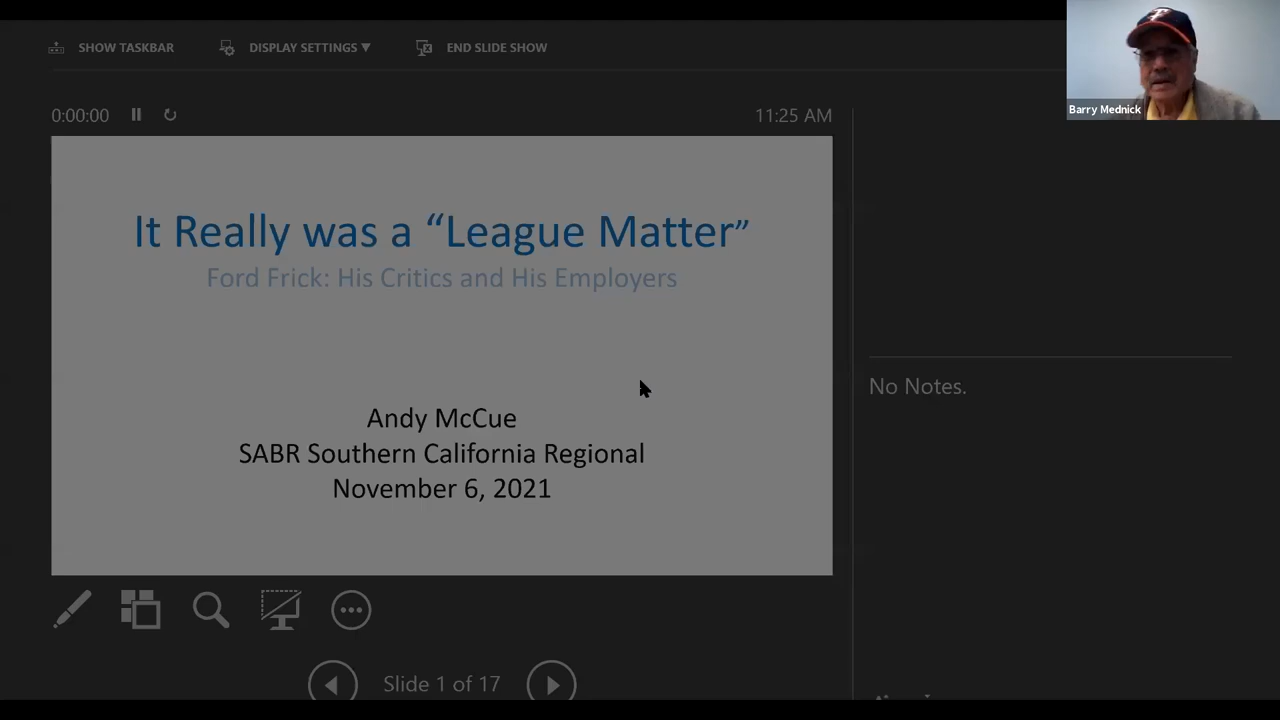 SHOW TASKBAR
DISPLAY SETTINGS ▼
END SLIDE SHOW
Barry Mednick
0:00:00
11:25 AM
It Really was a “League Matter”
Ford Frick: His Critics and His Employers
Andy McCue
SABR Southern California Regional
November 6, 2021
No Notes.
Slide 1 of 17